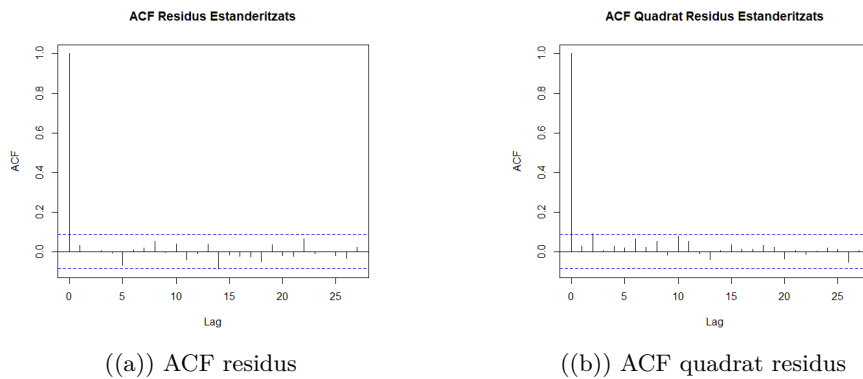 ACF Residus Estanderitzats
1.0
0.8
0.6
0.4
0.2
0.0
ACF
0 5 10 15 20 25
Lag
((a)) ACF residus
ACF Quadrat Residus Estanderitzats
1.0
0.8
0.6
0.4
0.2
0.0
ACF
0 5 10 15 20 25
Lag
((b)) ACF quadrat residus